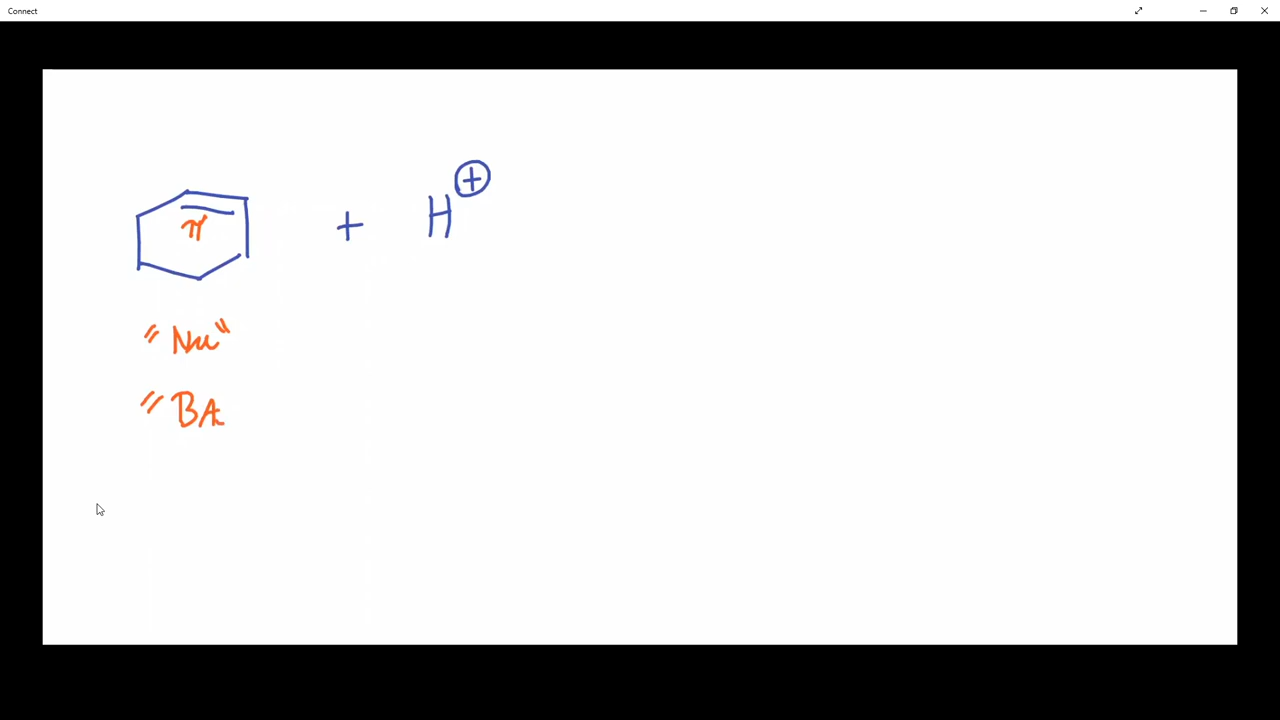 Connect
π + H⊕
"Nu"
"BA